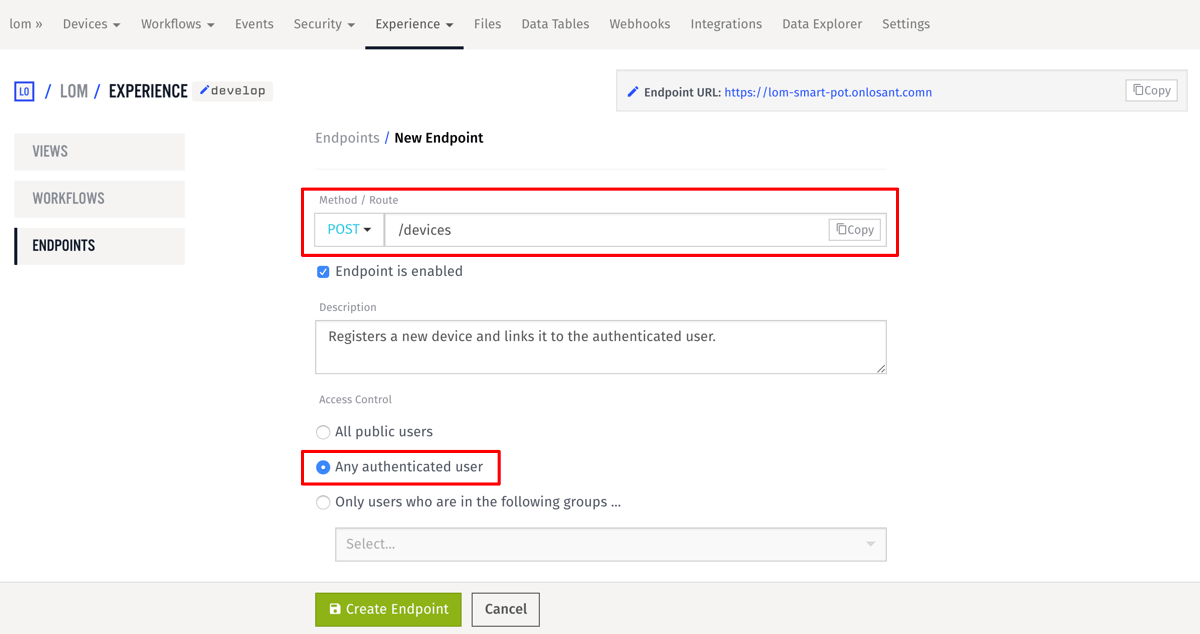 lom » Devices Workflows Events Security Experience Files Data Tables Webhooks Integrations Data Explorer Settings
LO / LOM / EXPERIENCE develop
Endpoint URL: https://lom-smart-pot.onlosant.comn Copy
VIEWS
WORKFLOWS
ENDPOINTS
Endpoints / New Endpoint
Method / Route
POST /devices Copy
Endpoint is enabled
Description
Registers a new device and links it to the authenticated user.
Access Control
All public users
Any authenticated user
Only users who are in the following groups ...
Select...
Create Endpoint Cancel